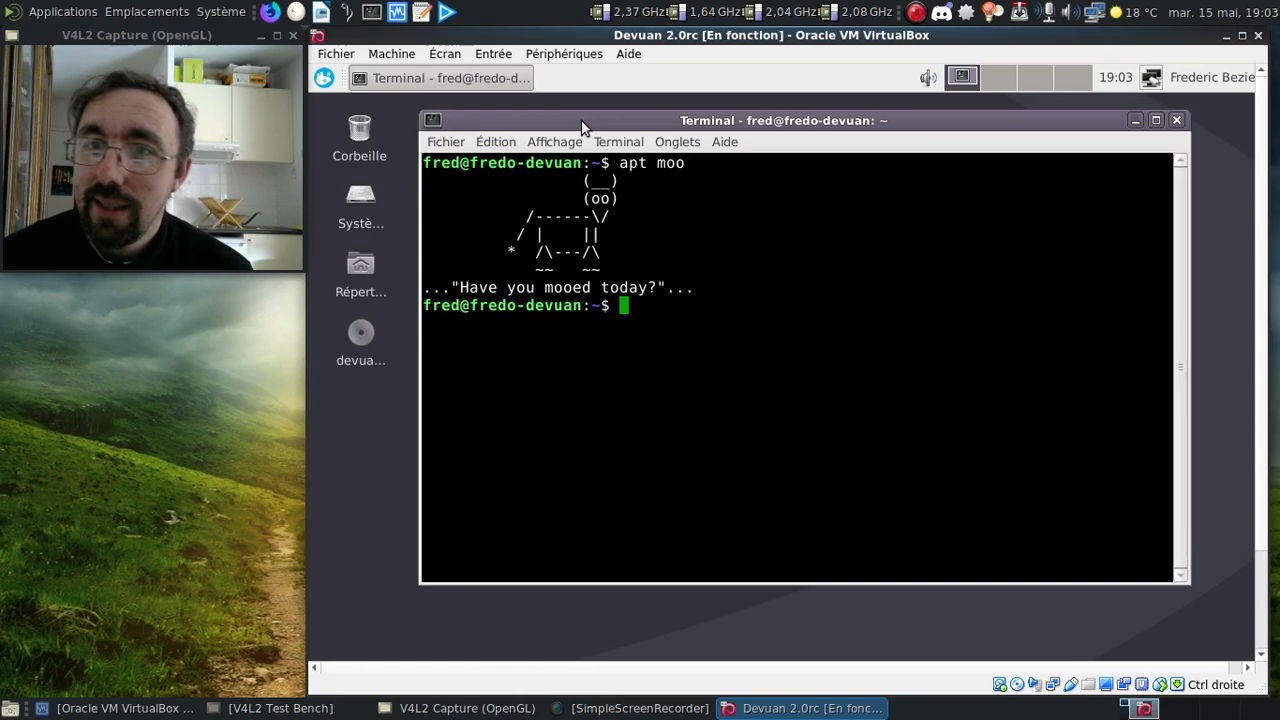 Applications Emplacements Système
2,37 GHz 1,64 GHz 2,04 GHz 2,08 GHz
18 °C mar. 15 mai, 19:03
V4L2 Capture (OpenGL)
Devuan 2.0rc [En fonction] - Oracle VM VirtualBox
Fichier Machine Écran Entrée Périphériques Aide
Terminal - fred@fredo-d...
19:03 Frederic Bezie
Corbeille
Systè...
Répert...
devua...
Terminal - fred@fredo-devuan: ~
Fichier Édition Affichage Terminal Onglets Aide
fred@fredo-devuan:~$ apt moo
                 (__)
                 (oo)
           /------\/
          / |    ||
         *  /\---/\
            ~~   ~~
..."Have you mooed today?"...
fred@fredo-devuan:~$
Ctrl droite
[Oracle VM VirtualBox ... [V4L2 Test Bench] V4L2 Capture (OpenGL) [SimpleScreenRecorder] Devuan 2.0rc [En fonc...